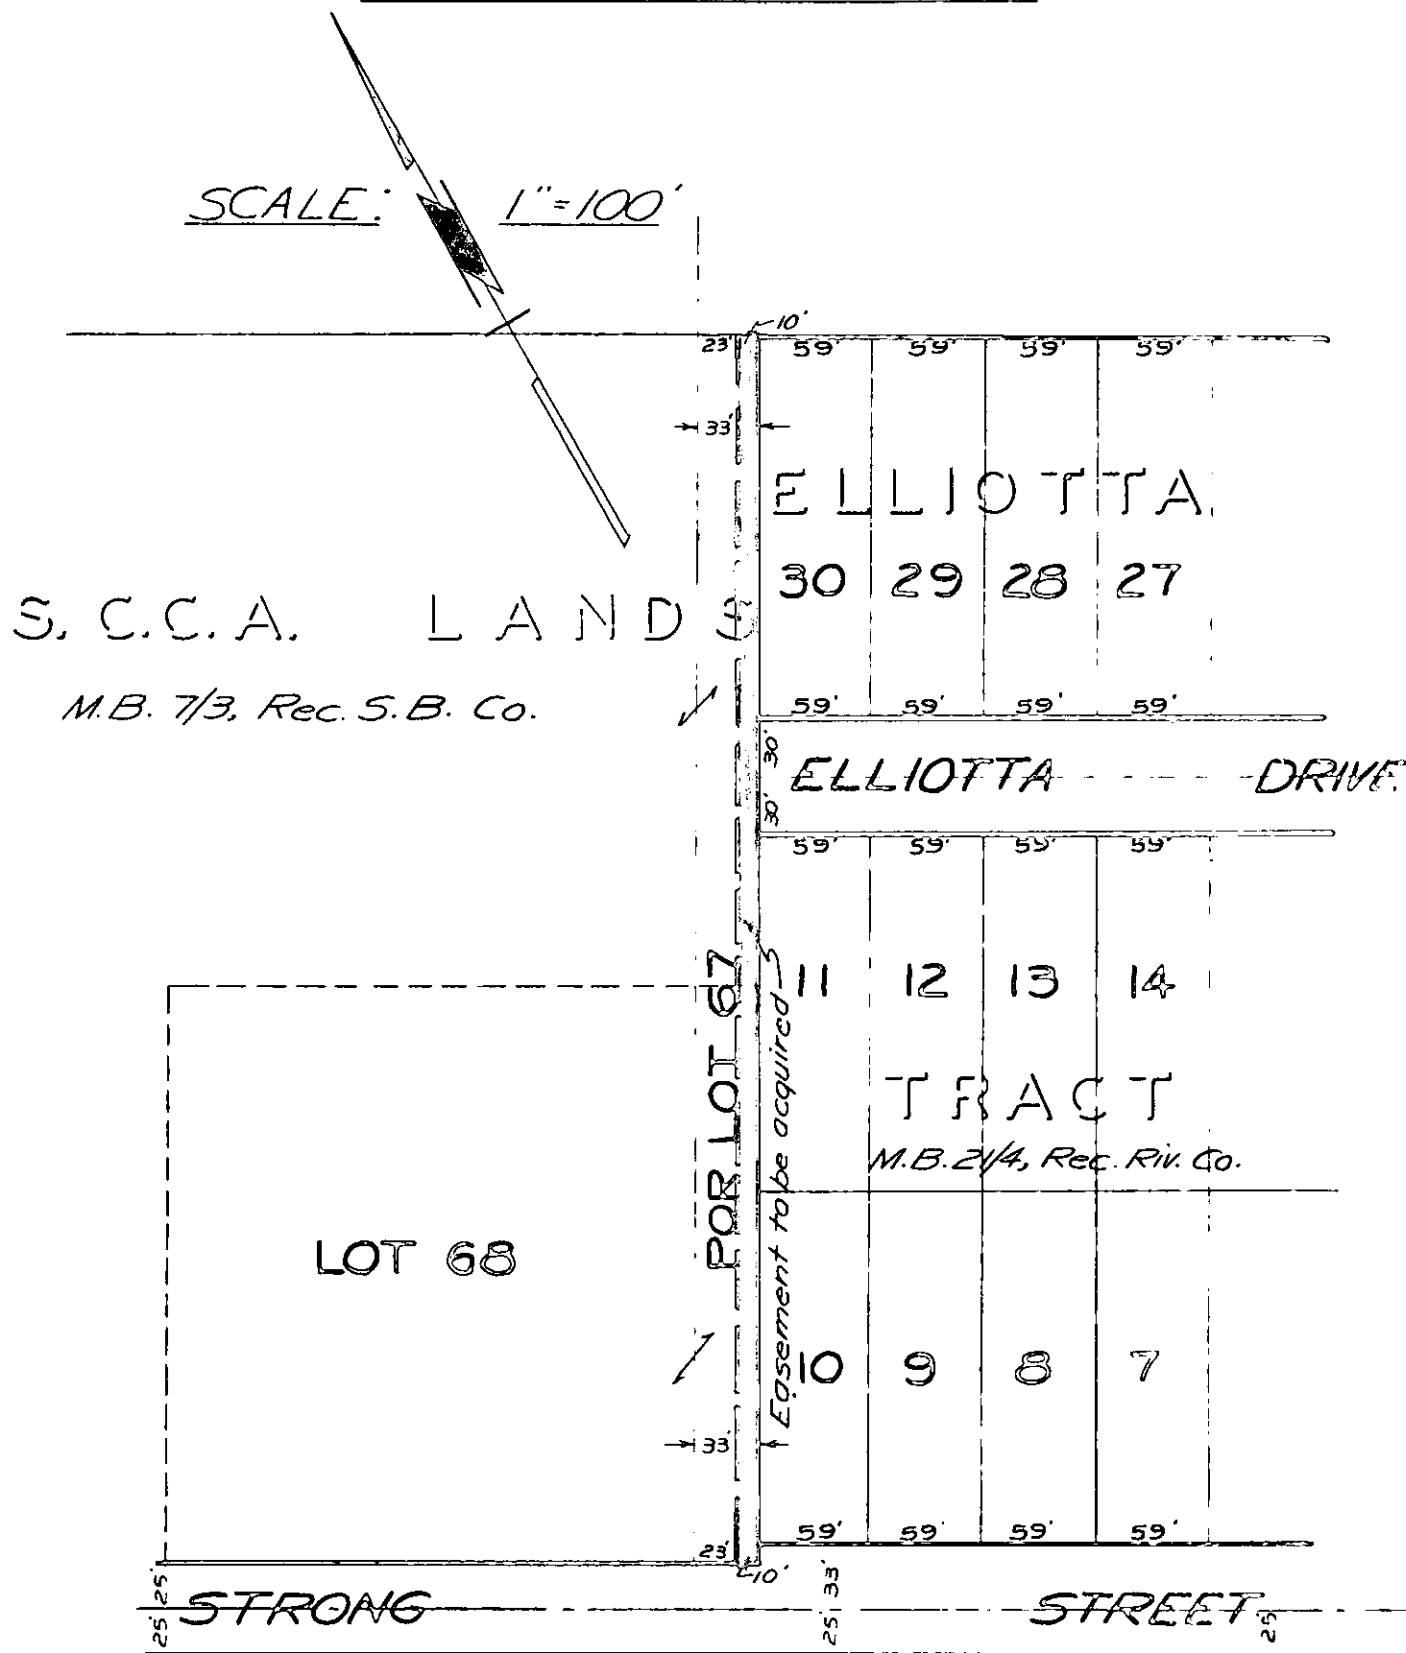 SCALE: 1"=100'
10'
23' 59' 59' 59' 59'
33'
ELLIOTTA
30 29 28 27
S. C. C. A. LANDS
M.B. 7/3, Rec. S.B. Co.
59' 59' 59' 59'
30'
ELLIOTTA DRIVE
30'
59' 59' 59' 59'
POR LOT 67
Easement to be acquired
11 12 13 14
TRACT
M.B. 21/4, Rec. Riv. Co.
LOT 68
10 9 8 7
33'
59' 59' 59' 59'
23'
10'
25' 33'
STRONG STREET
25' 25' 25'